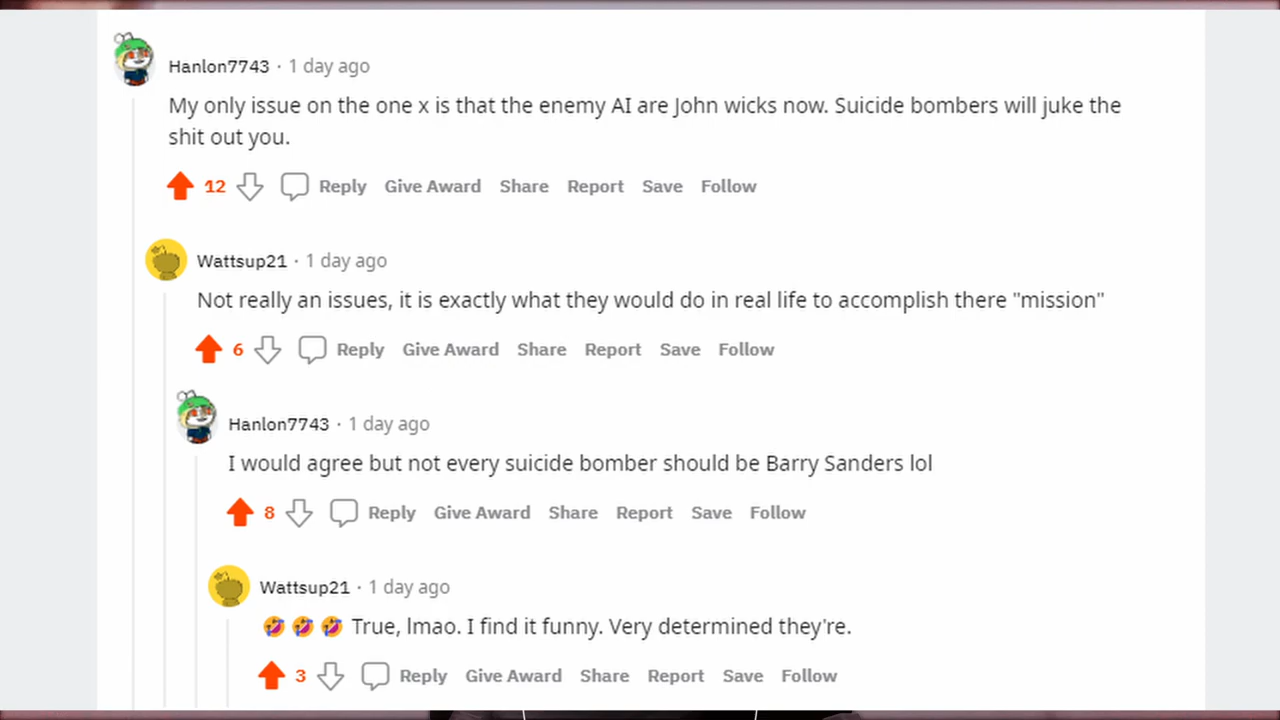 Hanlon7743 · 1 day ago
My only issue on the one x is that the enemy AI are John wicks now. Suicide bombers will juke the
shit out you.
12 Reply Give Award Share Report Save Follow
Wattsup21 · 1 day ago
Not really an issues, it is exactly what they would do in real life to accomplish there "mission"
6 Reply Give Award Share Report Save Follow
Hanlon7743 · 1 day ago
I would agree but not every suicide bomber should be Barry Sanders lol
8 Reply Give Award Share Report Save Follow
Wattsup21 · 1 day ago
🤣 🤣 🤣 True, lmao. I find it funny. Very determined they're.
3 Reply Give Award Share Report Save Follow